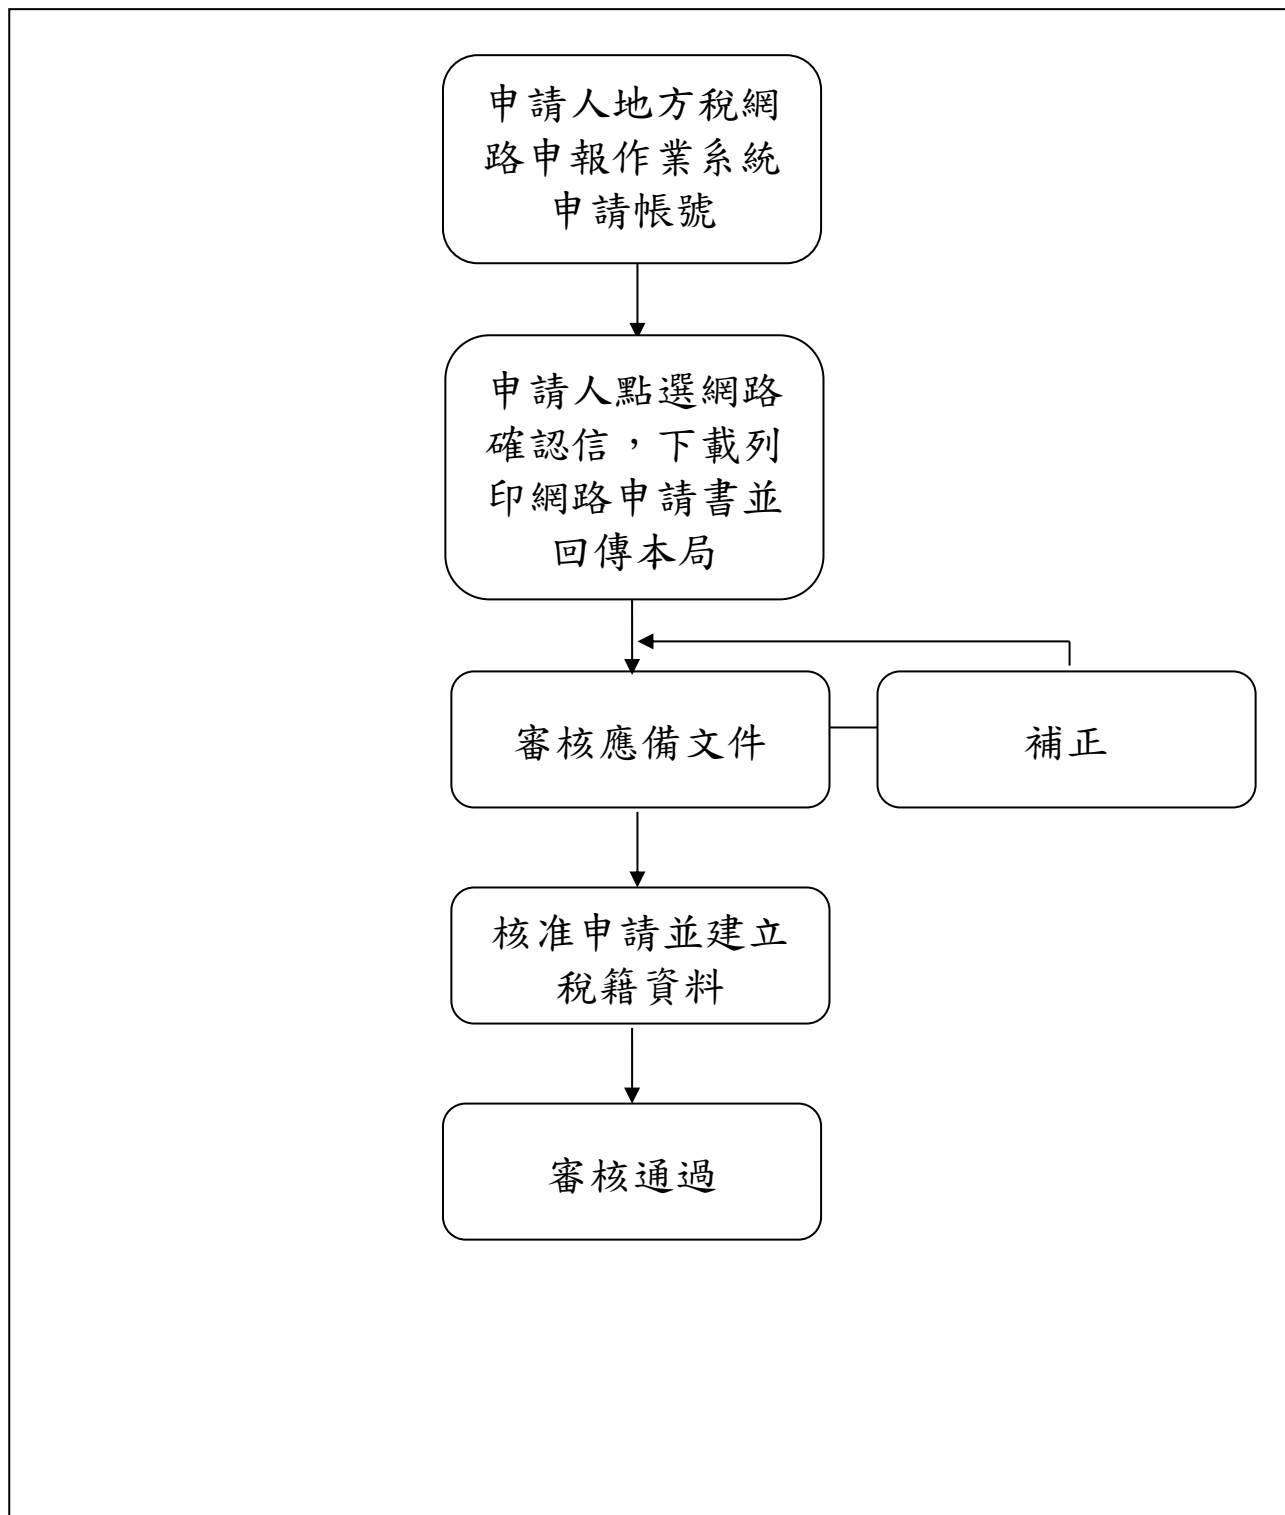 申請人地方稅網
路申報作業系統
申請帳號
申請人點選網路
確認信，下載列
印網路申請書並
回傳本局
審核應備文件
補正
核准申請並建立
稅籍資料
審核通過